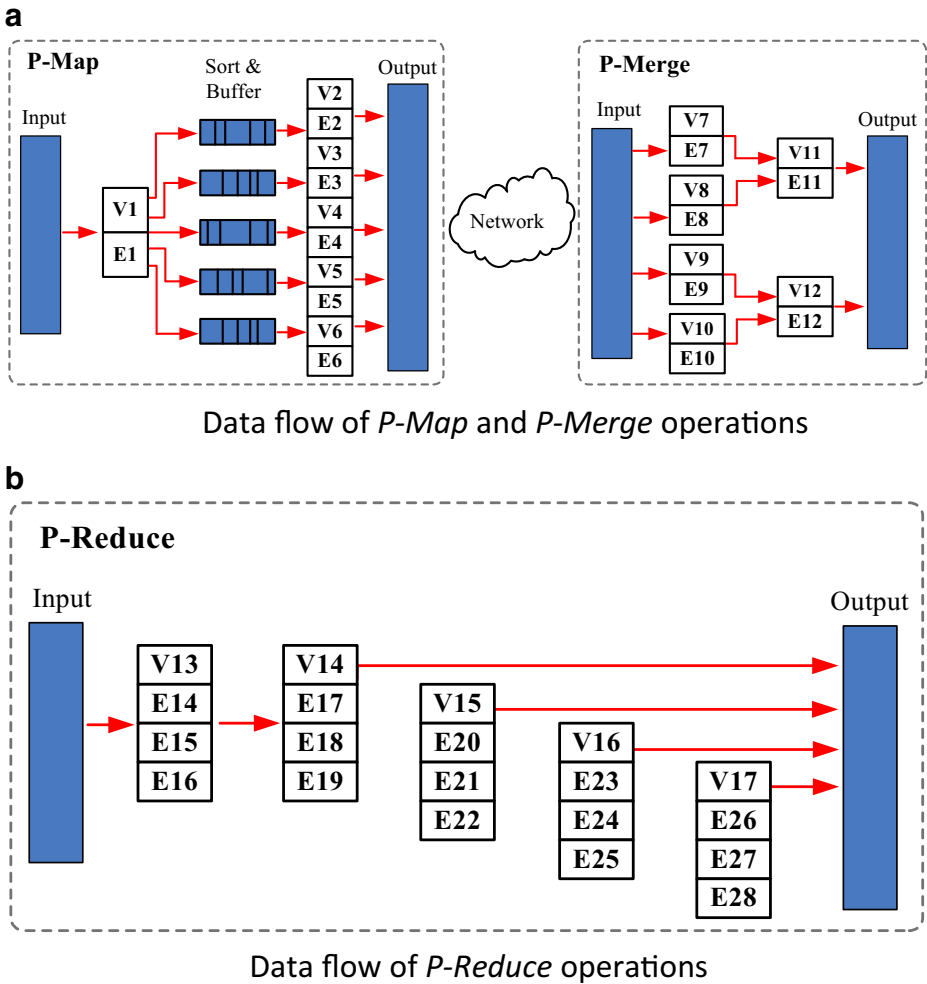 a
P-Map
Input
V1
E1
Sort &
Buffer
V2
E2
V3
E3
V4
E4
V5
E5
V6
E6
Output
Network
P-Merge
Input
V7
E7
V8
E8
V9
E9
V10
E10
V11
E11
V12
E12
Output
Data flow of P-Map and P-Merge operations
b
P-Reduce
Input
V13
E14
E15
E16
V14
E17
E18
E19
V15
E20
E21
E22
V16
E23
E24
E25
V17
E26
E27
E28
Output
Data flow of P-Reduce operations